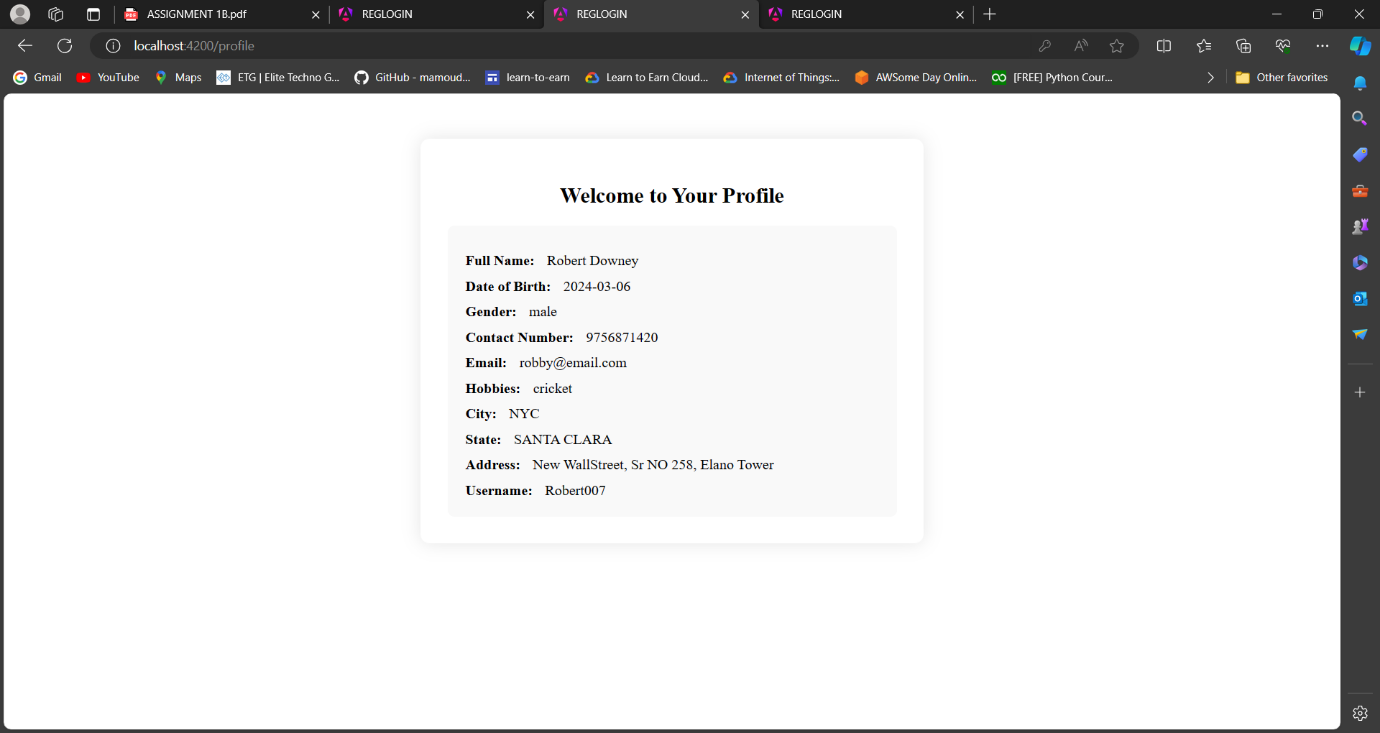 ASSIGNMENT 1B.pdf
REGLOGIN
REGLOGIN
REGLOGIN
localhost:4200/profile
Gmail
YouTube
Maps
ETG | Elite Techno G...
GitHub - mamoud...
learn-to-earn
Learn to Earn Cloud...
Internet of Things:...
AWSome Day Onlin...
[FREE] Python Cour...
Other favorites
Welcome to Your Profile
Full Name: Robert Downey
Date of Birth: 2024-03-06
Gender: male
Contact Number: 9756871420
Email: robby@email.com
Hobbies: cricket
City: NYC
State: SANTA CLARA
Address: New WallStreet, Sr NO 258, Elano Tower
Username: Robert007